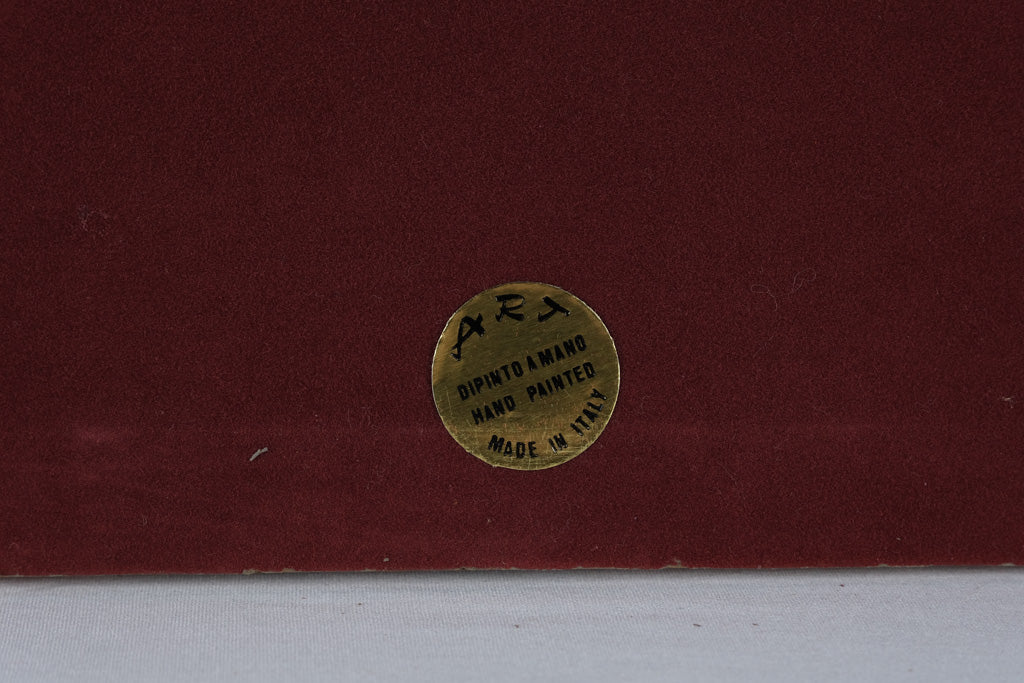 ART
DIPINTO A MANO
HAND PAINTED
MADE IN ITALY